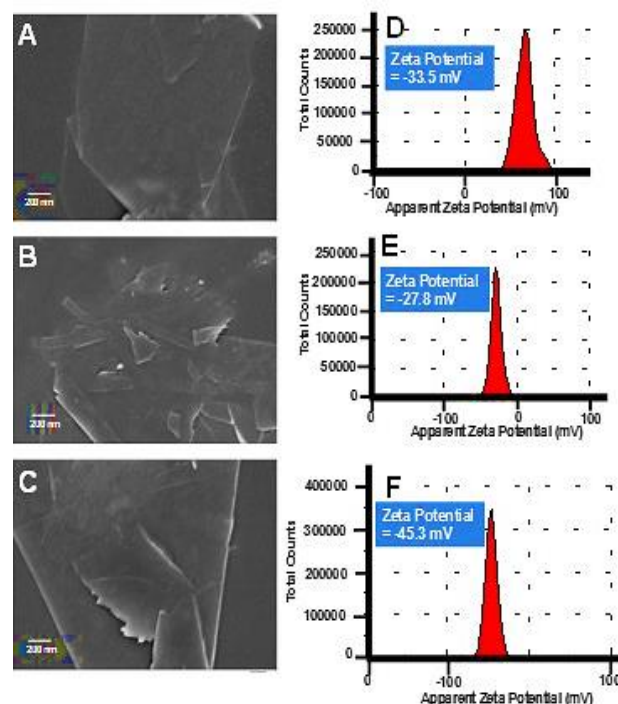 A
200 nm
D
Zeta Potential
= -33.5 mV
Total Counts
250000
200000
150000
100000
50000
0
-100
0
100
Apparent Zeta Potential (mV)
B
200 nm
E
Zeta Potential
= -27.8 mV
Total Counts
250000
200000
150000
100000
50000
0
0
-100
0
100
Apparent Zeta Potential (mV)
C
200 nm
F
Zeta Potential
= -45.3 mV
Total Counts
400000
300000
200000
100000
0
0
-100
100
Apparent Zeta Potential (mV)